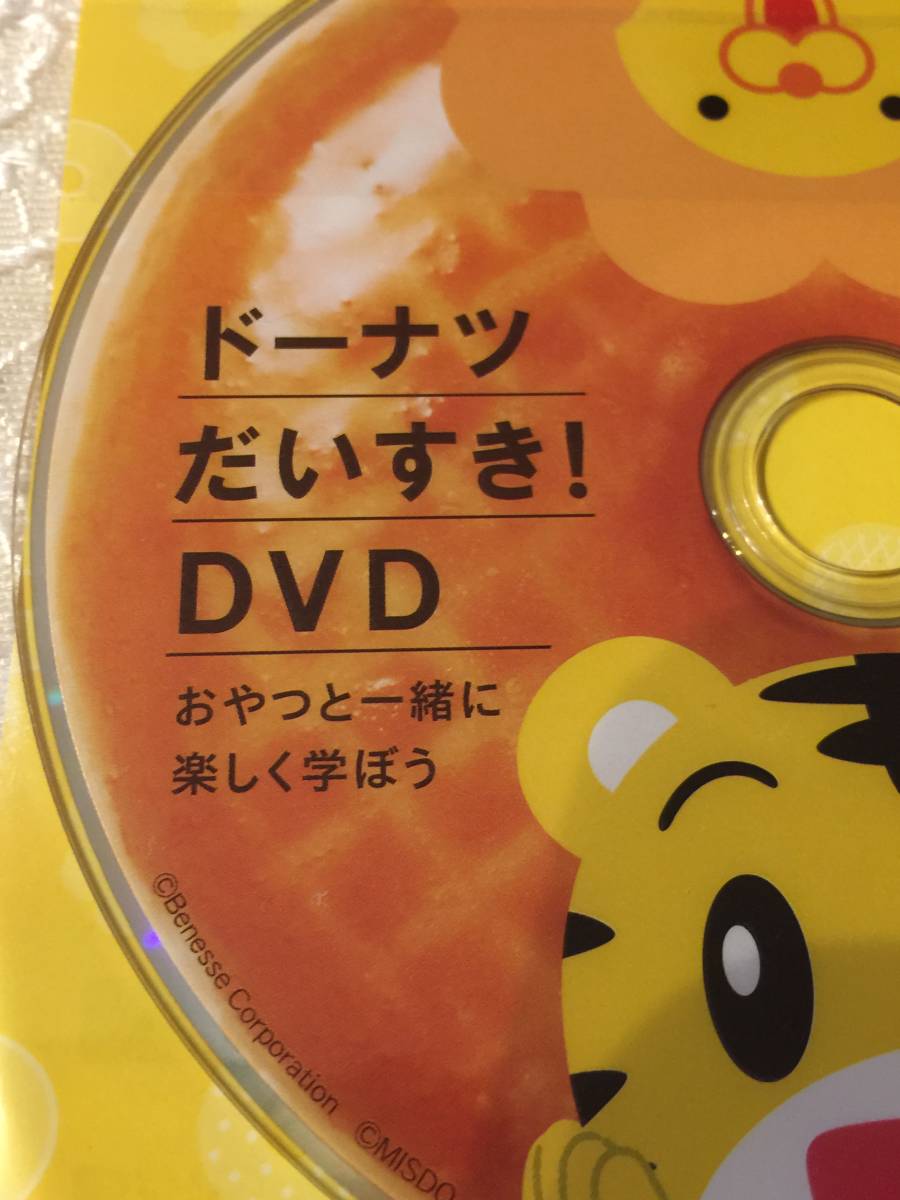 ドーナツ
だいすき!
DVD
おやつと一緒に
楽しく学ぼう
©Benesse Corporation
©MISDO